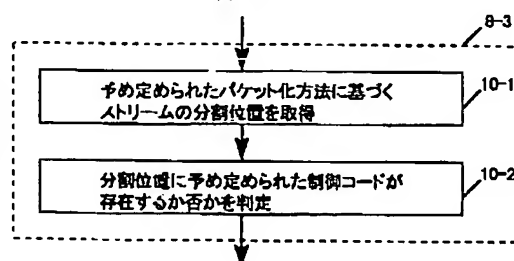 8-3
予め定められたパケット化方法に基づく
ストリームの分割位置を取得
10-1
分割位置に予め定められた制御コードが
存在するか否かを判定
10-2